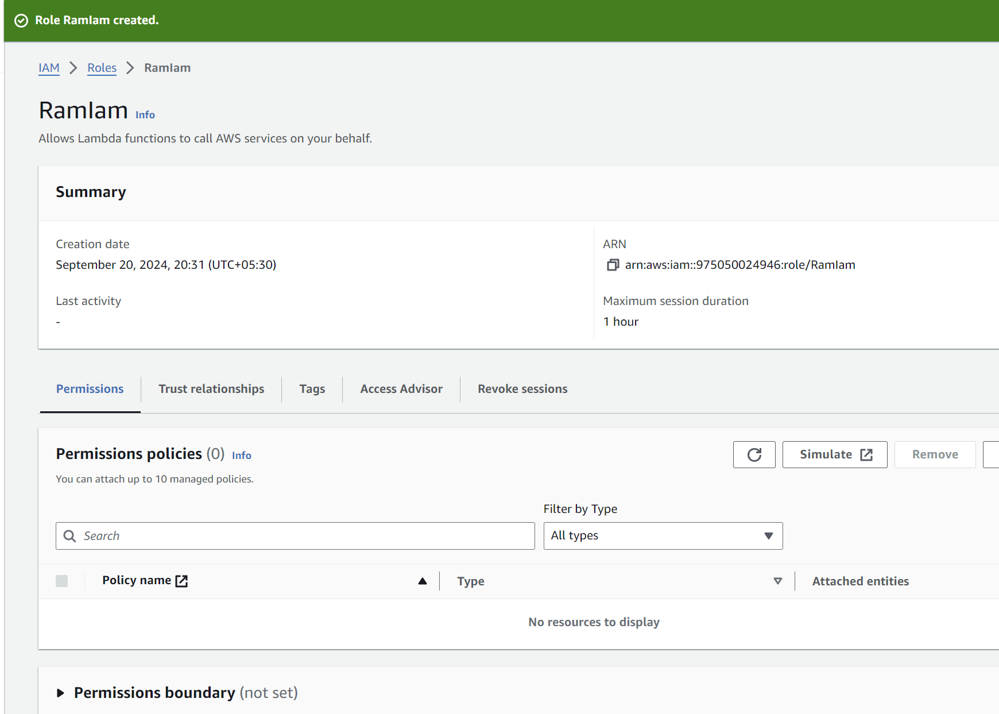 Role RamIam created.
IAM Roles RamIam
RamIam Info
Allows Lambda functions to call AWS services on your behalf.
Summary
Creation date
September 20, 2024, 20:31 (UTC+05:30)
ARN
arn:aws:iam::975050024946:role/RamIam
Last activity
-
Maximum session duration
1 hour
Permissions Trust relationships Tags Access Advisor Revoke sessions
Permissions policies (0) Info
Simulate Remove
You can attach up to 10 managed policies.
Filter by Type
Search All types
Policy name Type Attached entities
No resources to display
Permissions boundary (not set)